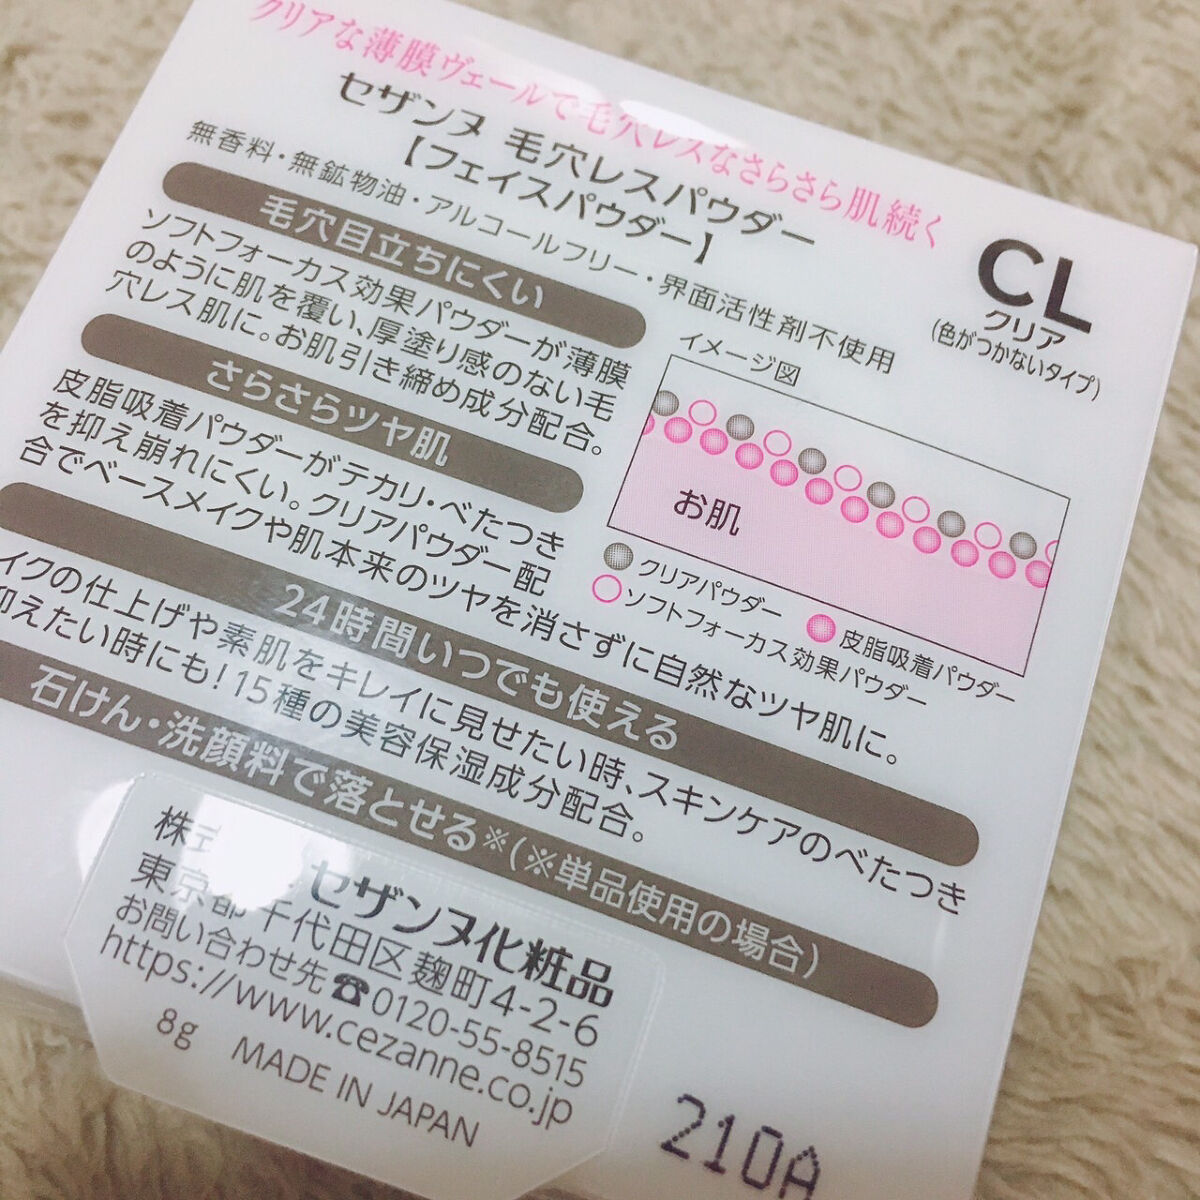 クリアな薄膜ヴェールで毛穴レスなさらさら肌続く
セザンヌ 毛穴レスパウダー
【フェイスパウダー】
無香料・無鉱物油・アルコールフリー・界面活性剤不使用
CL
クリア
(色がつかないタイプ)
毛穴目立ちにくい
ソフトフォーカス効果パウダーが薄膜
のように肌を覆い、厚塗り感のない毛
穴レス肌に。お肌引き締め成分配合。
さらさらツヤ肌
皮脂吸着パウダーがテカリ・べたつき
を抑え崩れにくい。クリアパウダー配
合でベースメイクや肌本来のツヤを消さずに自然なツヤ肌に。
イメージ図
お肌
クリアパウダー
皮脂吸着パウダー
ソフトフォーカス効果パウダー
24時間いつでも使える
イクの仕上げや素肌をキレイに見せたい時、スキンケアのべたつき
抑えたい時にも!15種の美容保湿成分配合。
石けん・洗顔料で落とせる※(※単品使用の場合)
株式 セザンヌ化粧品
東京都千代田区麹町4-2-6
お問い合わせ先☎0120-55-8515
https://www.cezanne.co.jp
8g MADE IN JAPAN
210A